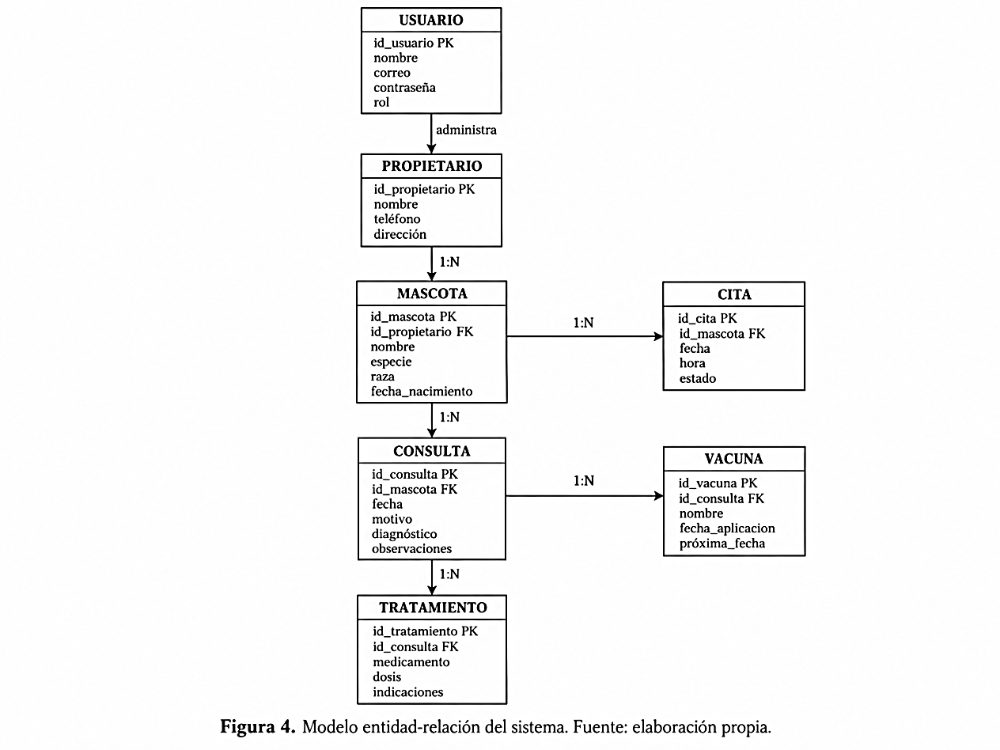 USUARIO
id_usuario PK
nombre
correo
contraseña
rol
administra
PROPIETARIO
id_propietario PK
nombre
teléfono
dirección
1:N
MASCOTA
id_mascota PK
id_propietario FK
nombre
especie
raza
fecha_nacimiento
1:N
CITA
id_cita PK
id_mascota FK
fecha
hora
estado
1:N
CONSULTA
id_consulta PK
id_mascota FK
fecha
motivo
diagnóstico
observaciones
1:N
VACUNA
id_vacuna PK
id_consulta FK
nombre
fecha_aplicacion
próxima_fecha
1:N
TRATAMIENTO
id_tratamiento PK
id_consulta FK
medicamento
dosis
indicaciones
Figura 4. Modelo entidad-relación del sistema. Fuente: elaboración propia.